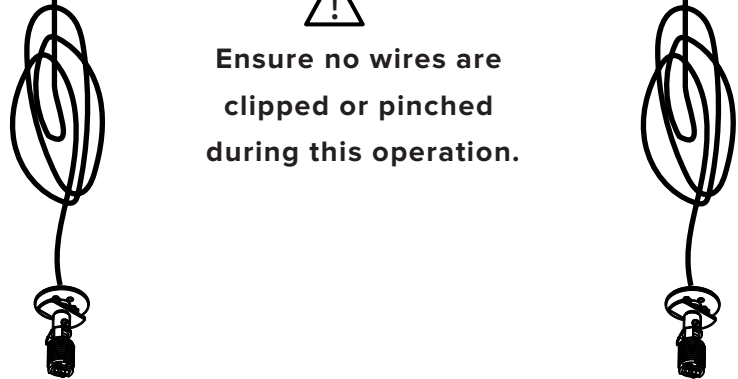 Ensure no wires are
clipped or pinched
during this operation.